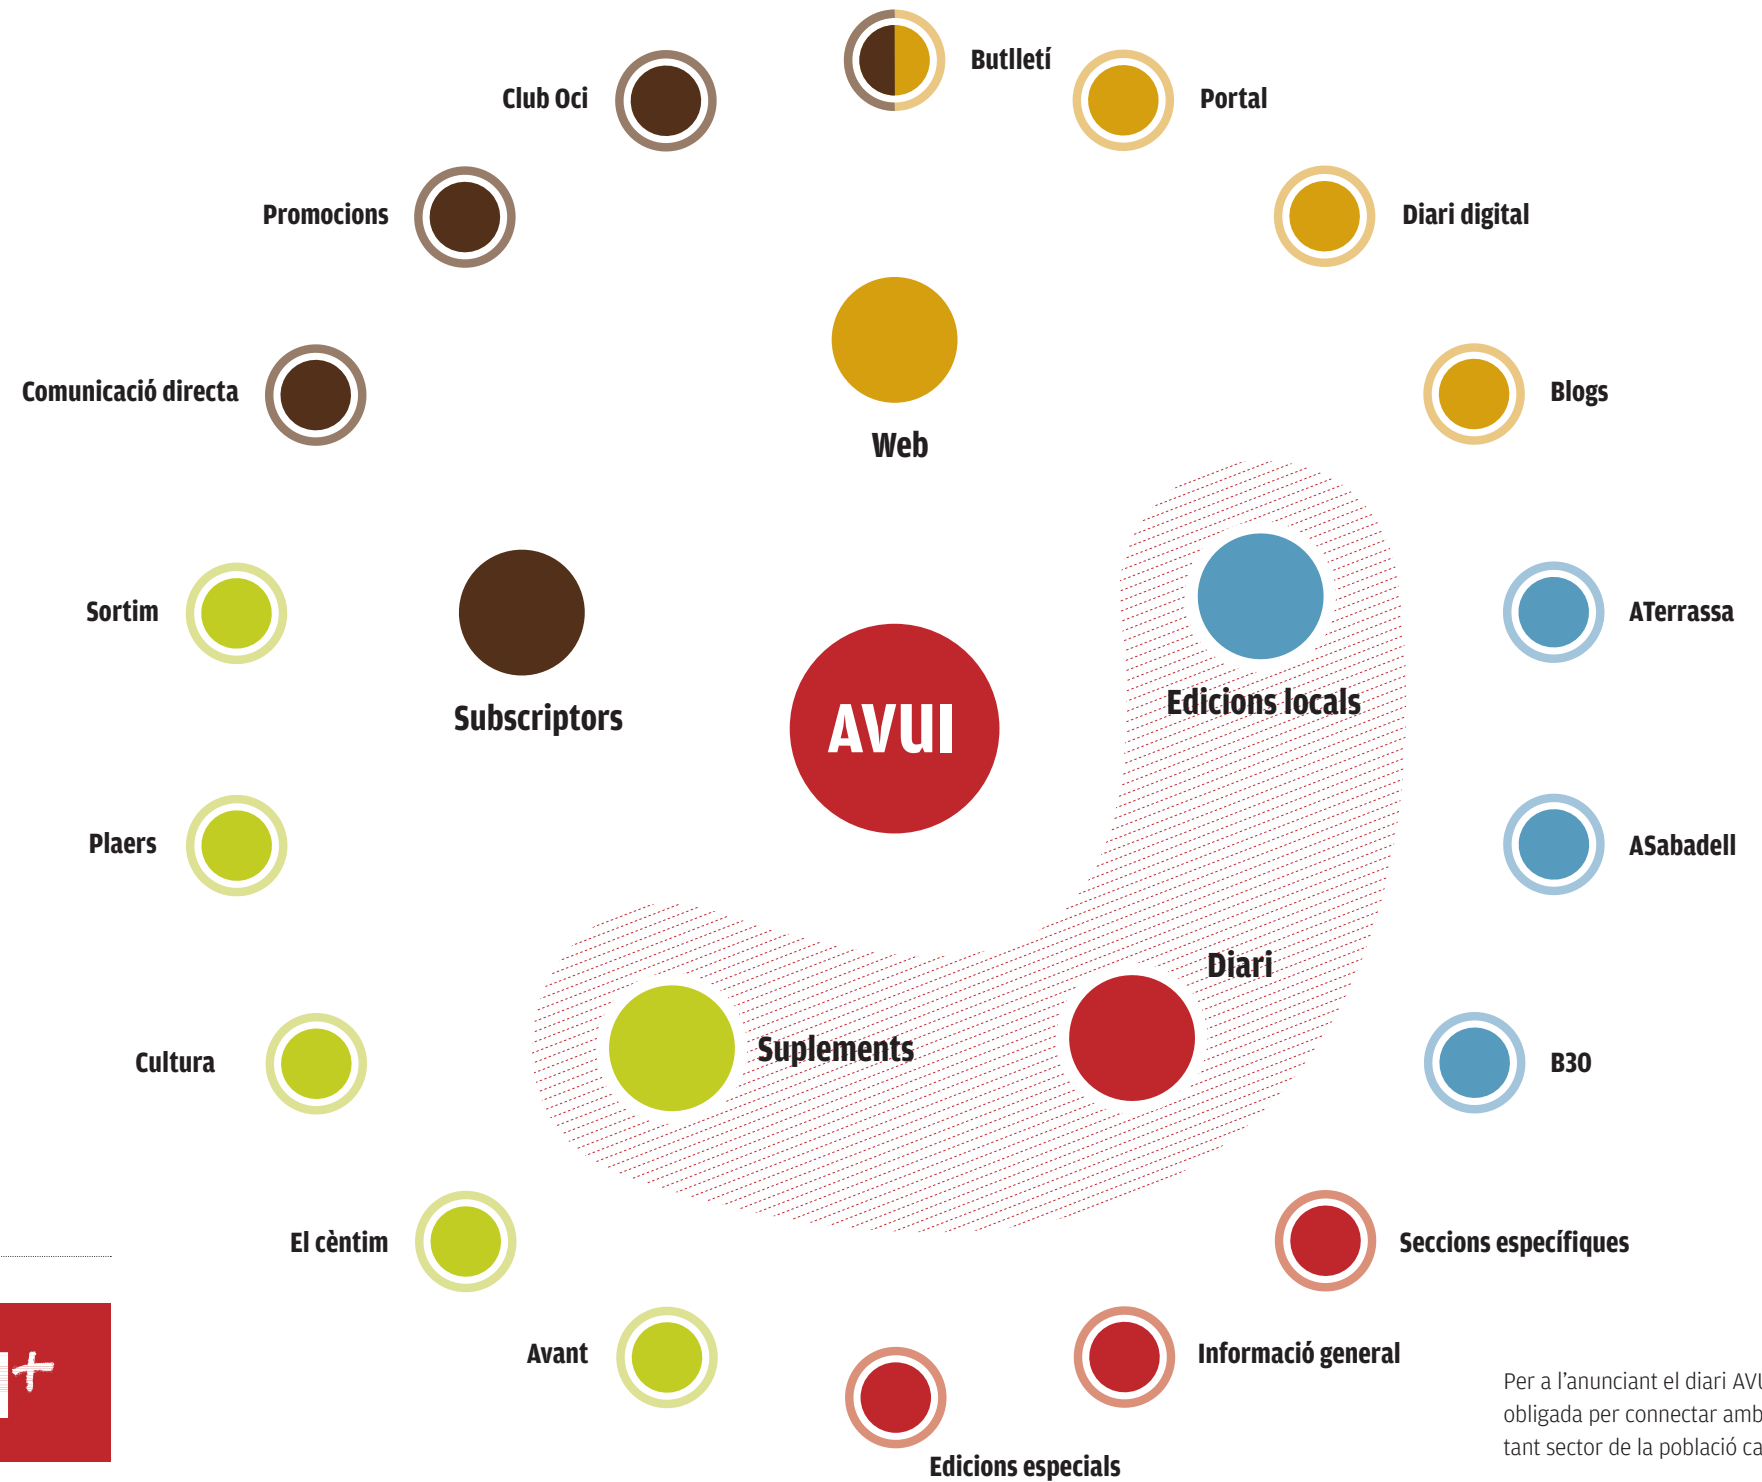 Butlletí
Club Oci
Portal
Promocions
Diari digital
Comunicació directa
Blogs
Web
Sortim
ATerrassa
Edicions locals
Subscriptors
AVUI
Plaers
ASabadell
Diari
Suplements
Cultura
B30
El cèntim
Seccions específiques
Avant
Informació general
Edicions especials
+
Per a l'anunciant el diari
obligada per connectar amb
tant sector de la població